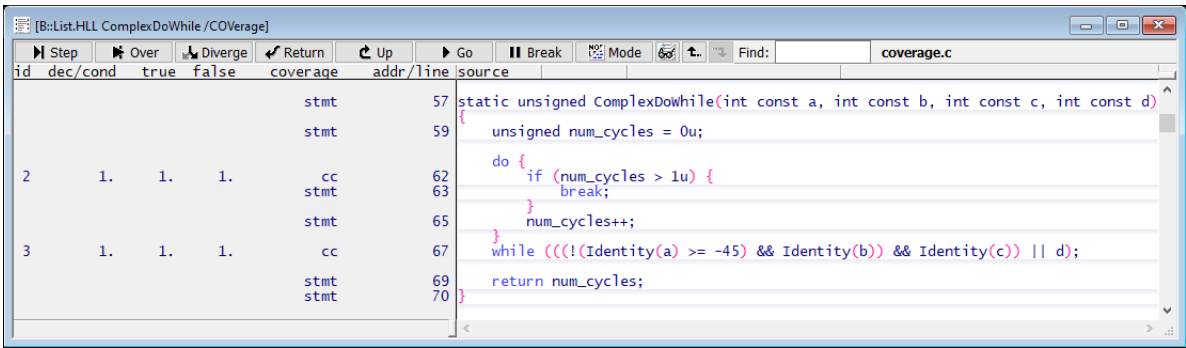 [B::List.HLL ComplexDoWhile /COVerage]
Step Over Diverge Return Up Go Break Mode Find: coverage.c
id dec/cond true false coverage addr/line source
stmt 57 static unsigned ComplexDoWhile(int const a, int const b, int const c, int const d)
{
stmt 59 unsigned num_cycles = 0u;
do {
2 1. 1. 1. cc 62 if (num_cycles > 1u) {
stmt 63 break;
}
stmt 65 num_cycles++;
}
3 1. 1. 1. cc 67 while (((!(Identity(a) >= -45) && Identity(b)) && Identity(c)) || d);
stmt 69 return num_cycles;
stmt 70 }